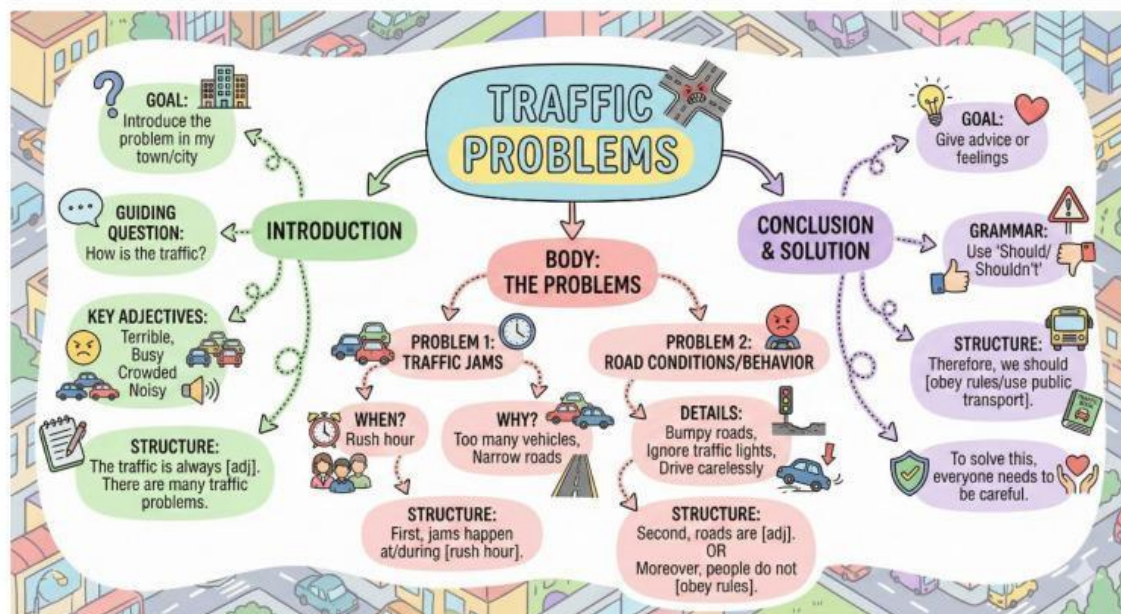 TRAFFIC
PROBLEMS
INTRODUCTION
GOAL:
Introduce the
problem in my
town/city
GUIDING
QUESTION:
How is the traffic?
KEY ADJECTIVES:
Terrible,
Busy
Crowded
Noisy
STRUCTURE:
The traffic is always [adj].
There are many traffic
problems.
BODY:
THE PROBLEMS
PROBLEM 1:
TRAFFIC JAMS
WHEN?
Rush hour
WHY?
Too many vehicles,
Narrow roads
STRUCTURE:
First, jams happen
at/during [rush hour].
PROBLEM 2:
ROAD CONDITIONS/BEHAVIOR
DETAILS:
Bumpy roads,
Ignore traffic lights,
Drive carelessly
STRUCTURE:
Second, roads are [adj].
OR
Moreover, people do not
[obey rules].
CONCLUSION
& SOLUTION
GOAL:
Give advice or
feelings
GRAMMAR:
Use 'Should/
Shouldn't'
STRUCTURE:
Therefore, we should
[obey rules/use public
transport].
To solve this,
everyone needs to
be careful.